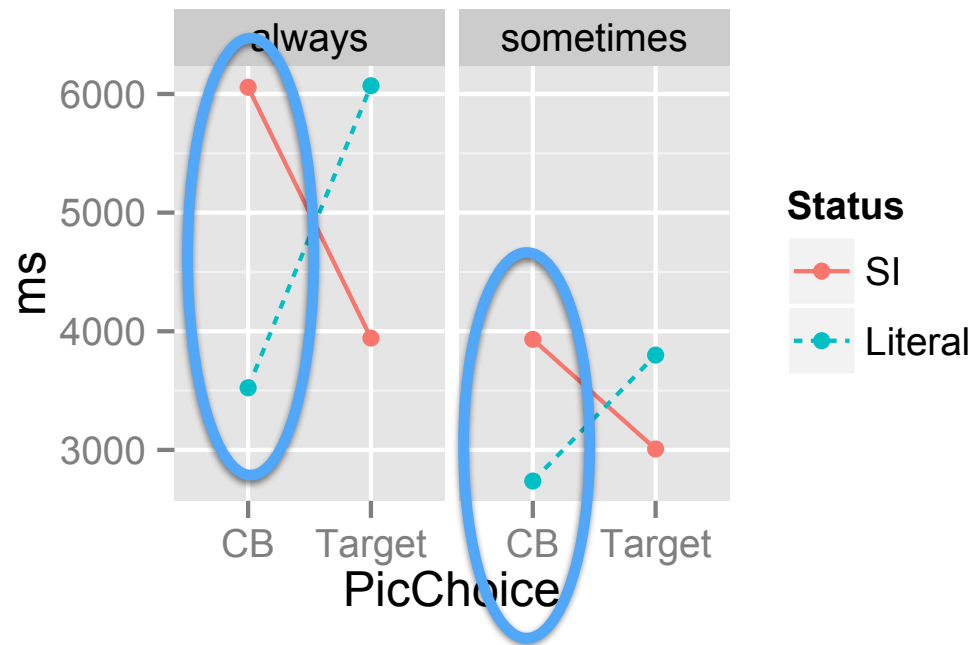 always
sometimes
6000
5000
4000
3000
ms
CB
Target
CB
Target
PicChoice
Status
SI
Literal